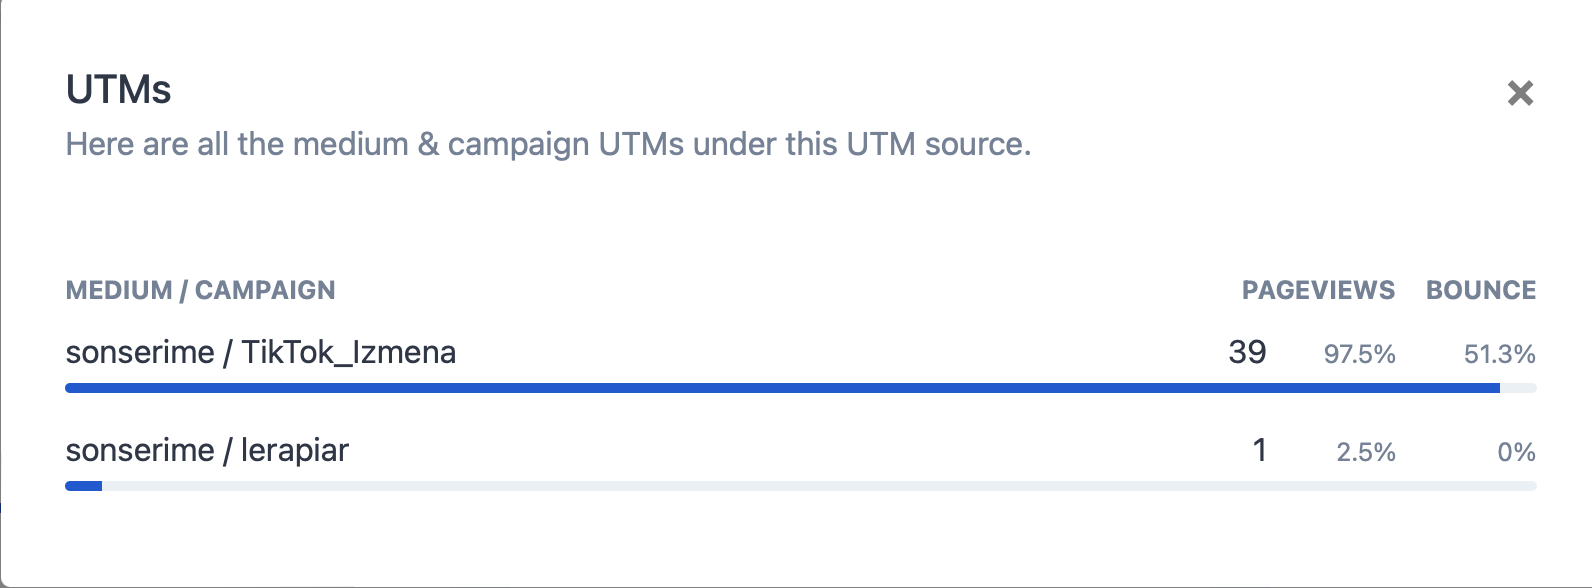 UTMs
Here are all the medium & campaign UTMs under this UTM source.
MEDIUM / CAMPAIGN PAGEVIEWS BOUNCE
sonserime / TikTok_Izmena 39 97.5% 51.3%
sonserime / lerapiar 1 2.5% 0%